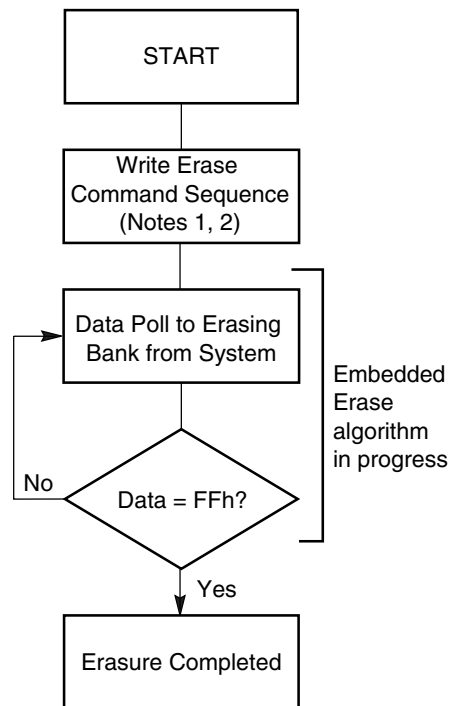 START
Write Erase
Command Sequence
(Notes 1, 2)
Data Poll to Erasing
Bank from System
Embedded
Erase
algorithm
in progress
No
Data = FFh?
Yes
Erasure Completed